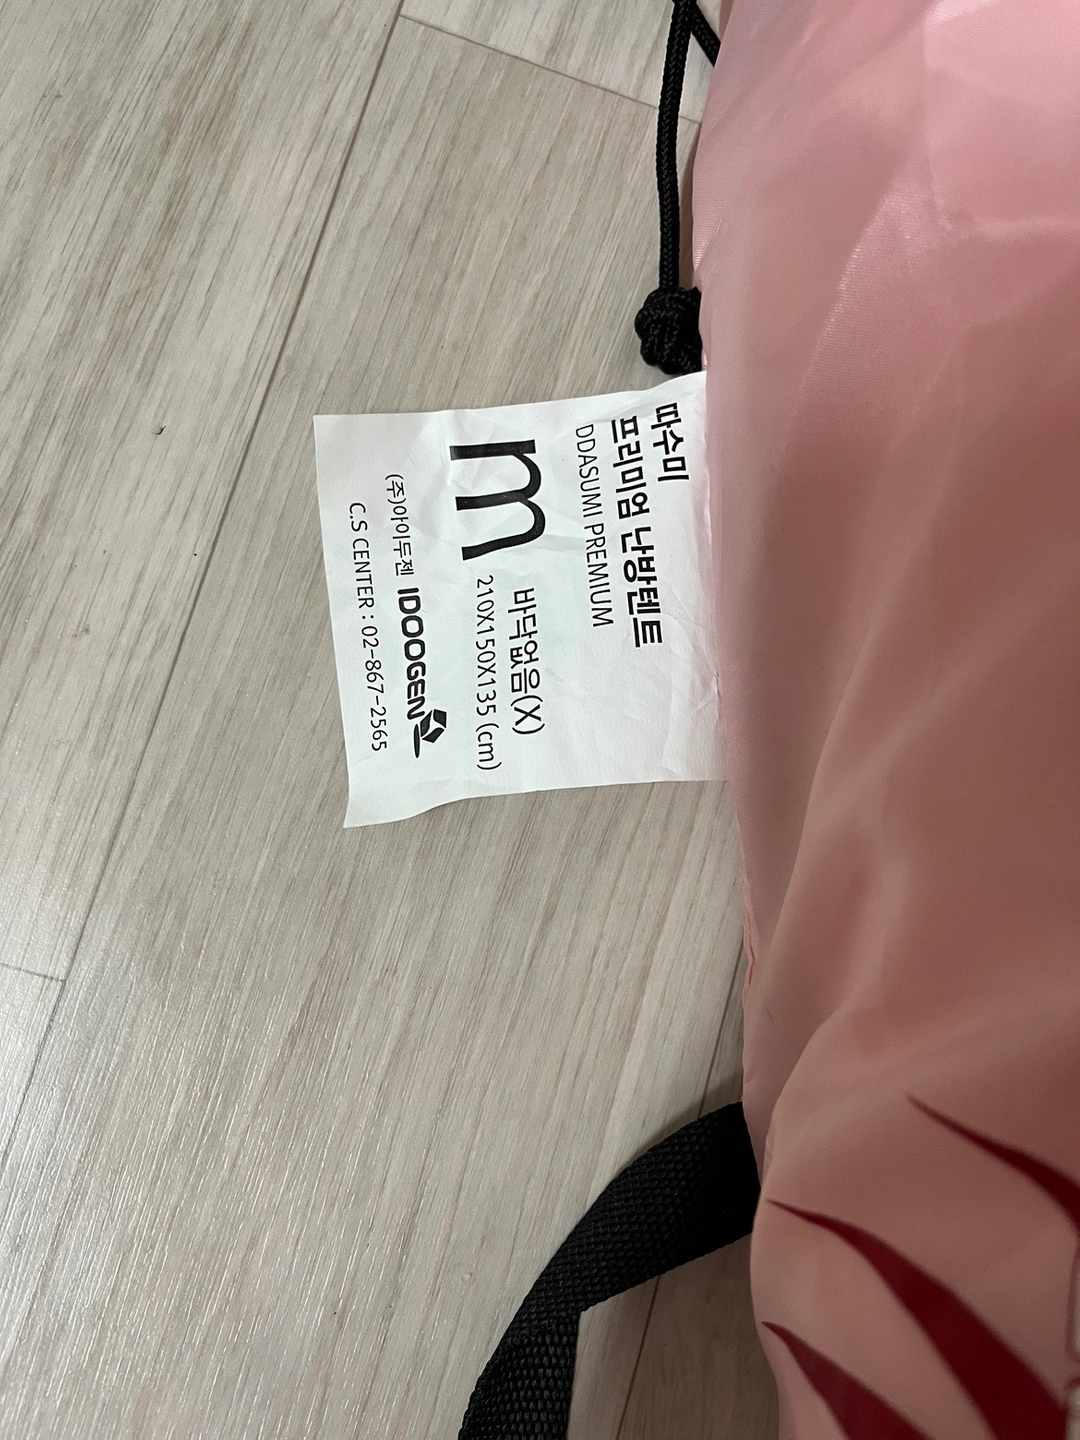 따수미
프리미엄 난방텐트
DDASUMI PREMIUM
m
바닥없음(X)
210X150X135 (cm)
(주)아이두젠 IDOOGEN
C.S CENTER : 02-867-2565